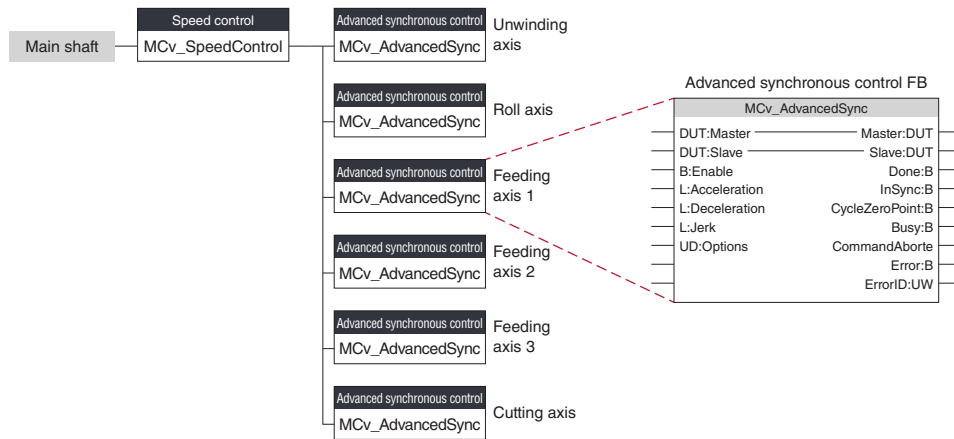 Main shaft
Speed control
MCv_SpeedControl
Advanced synchronous control
MCv_AdvancedSync
Unwinding
axis
Advanced synchronous control
MCv_AdvancedSync
Roll axis
Advanced synchronous control
MCv_AdvancedSync
Feeding
axis 1
Advanced synchronous control
MCv_AdvancedSync
Feeding
axis 2
Advanced synchronous control
MCv_AdvancedSync
Feeding
axis 3
Advanced synchronous control
MCv_AdvancedSync
Cutting axis
Advanced synchronous control FB
MCv_AdvancedSync
DUT:Master Master:DUT
DUT:Slave Slave:DUT
B:Enable Done:B
L:Acceleration InSync:B
L:Deceleration CycleZeroPoint:B
L:Jerk Busy:B
UD:Options CommandAborte
Error:B
ErrorID:UW